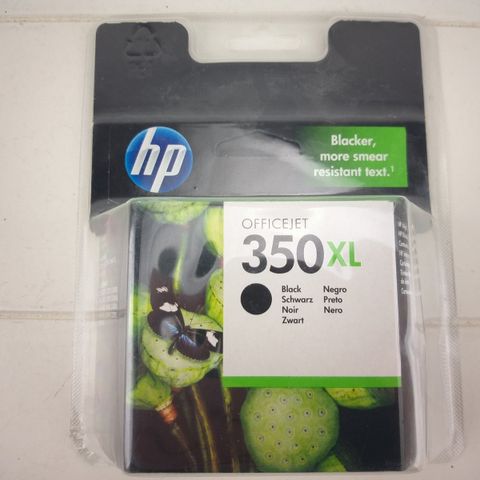 hp
Blacker,
more smear
resistant text.¹
OFFICEJET
350XL
Black Negro
Schwarz Preto
Noir Nero
Zwart